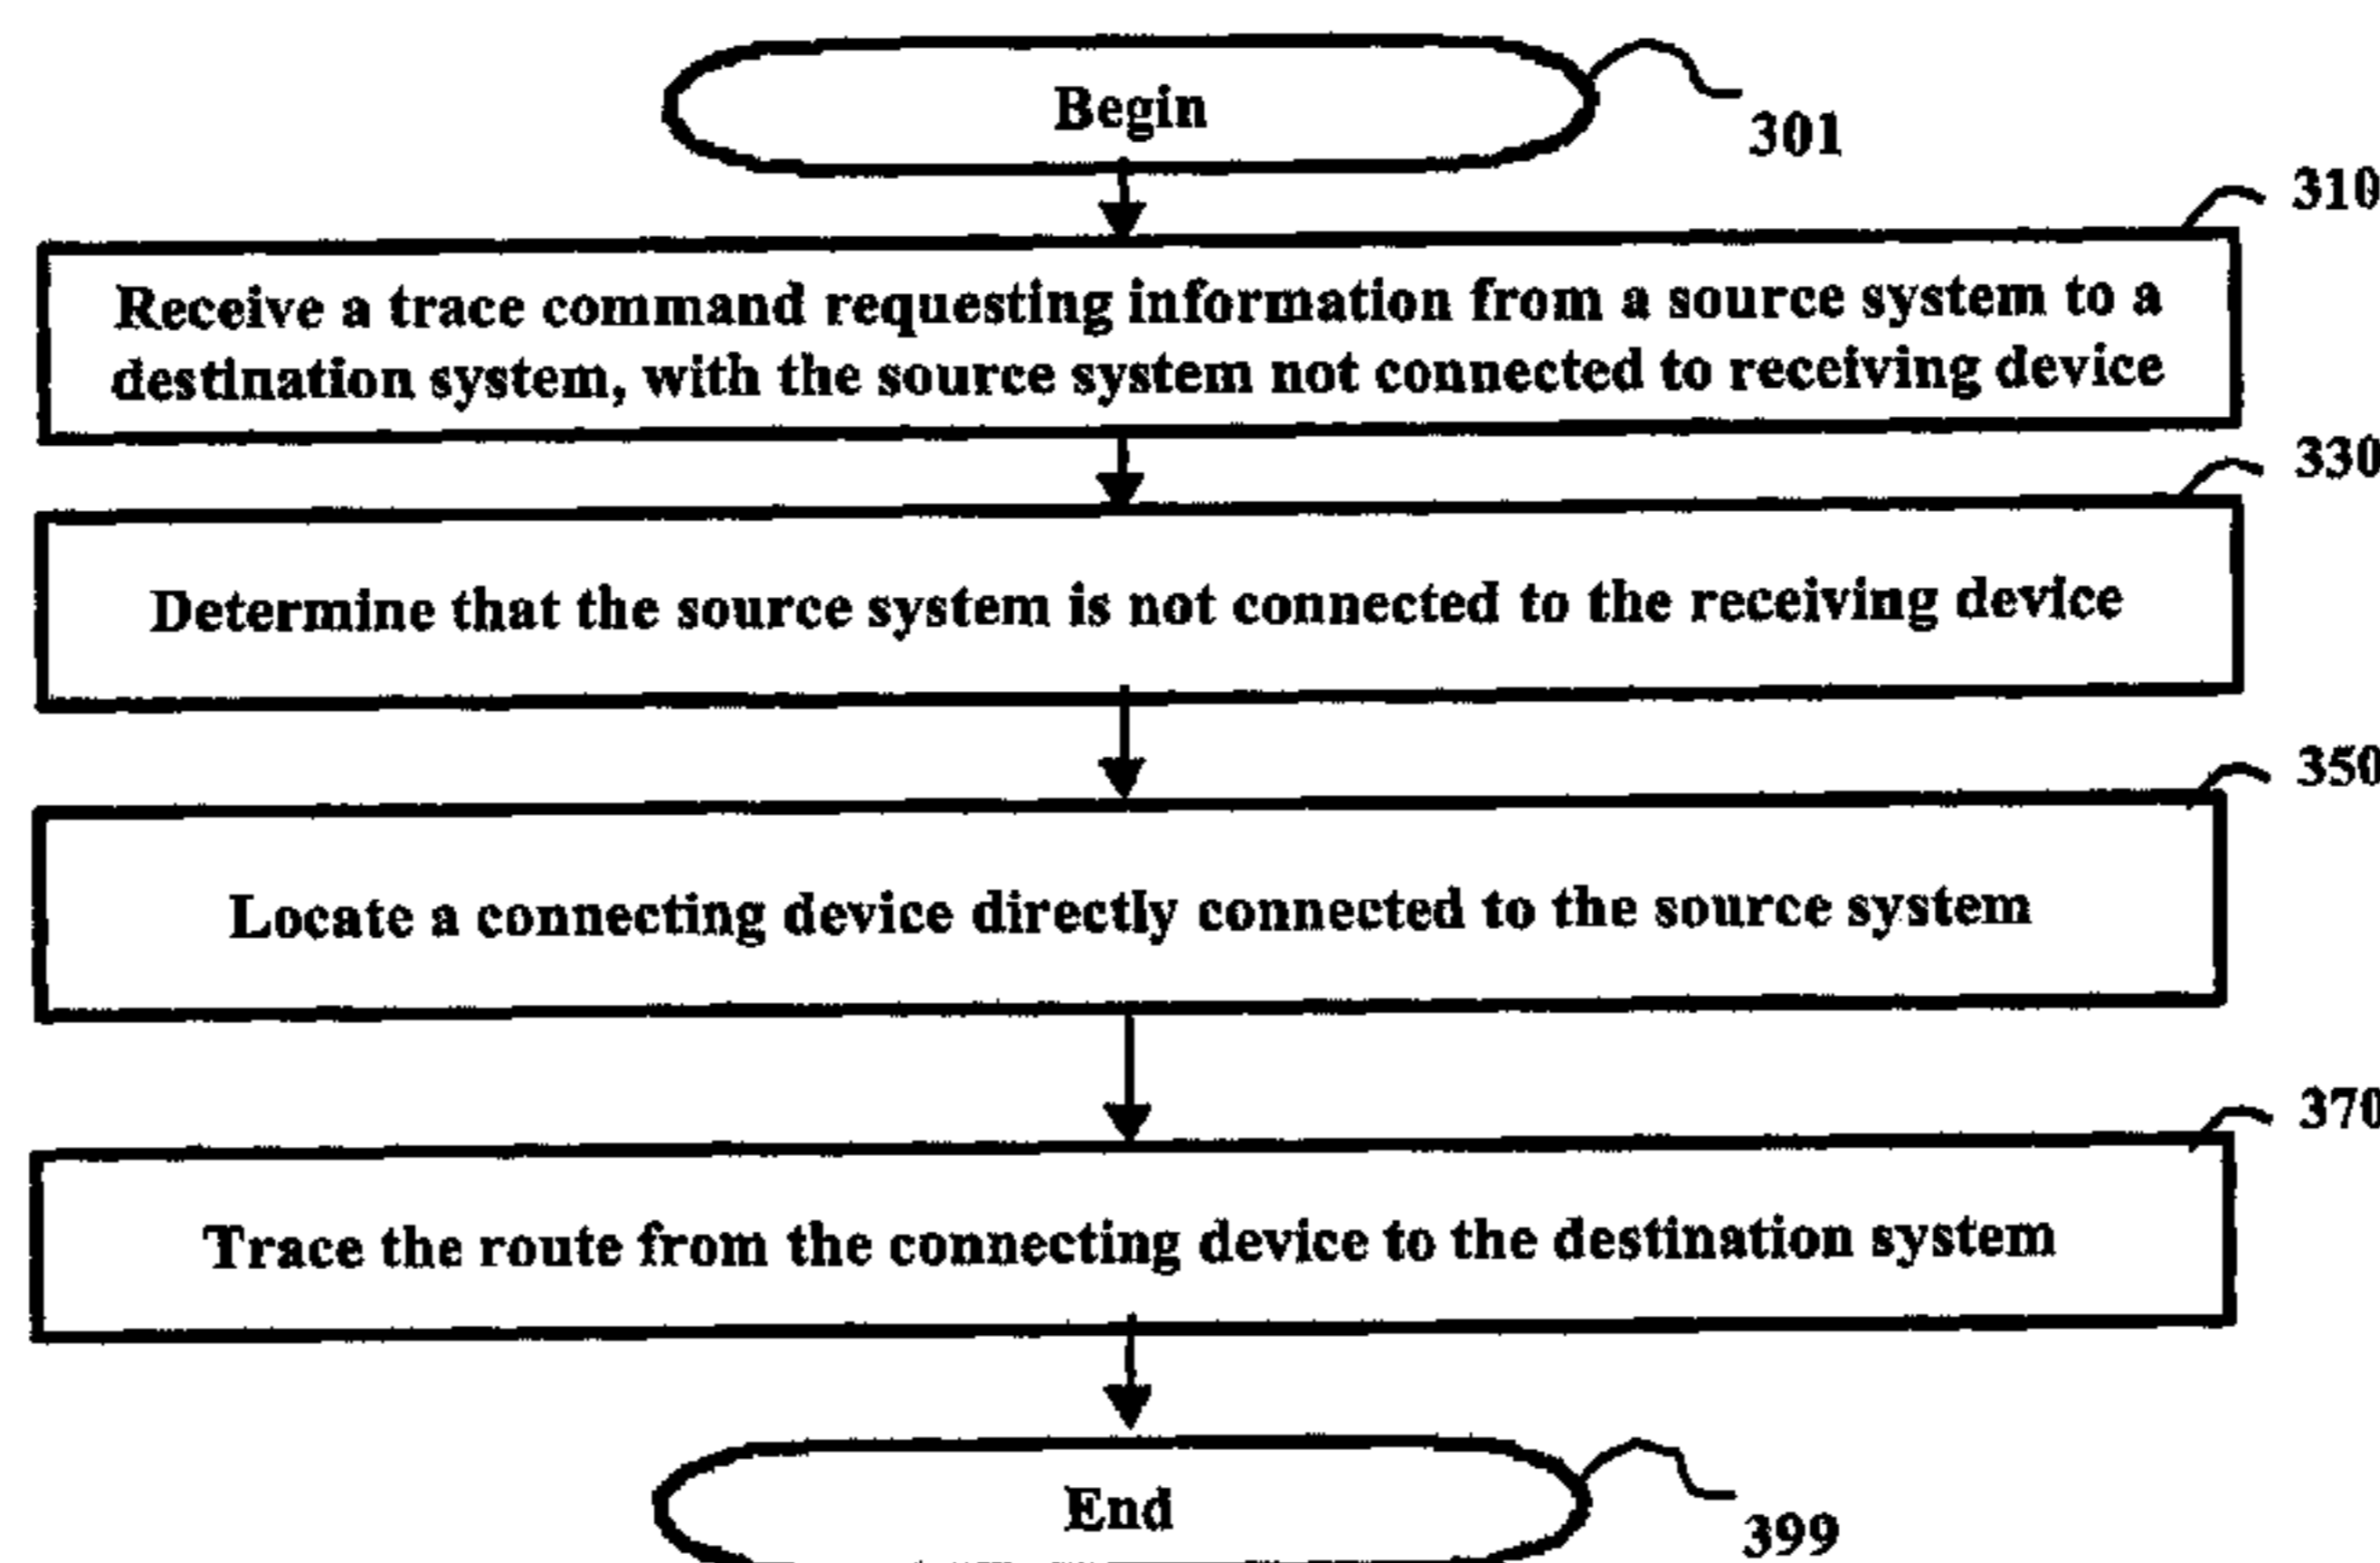 Begin
301
310
Receive a trace command requesting information from a source system to a
destination system, with the source system not connected to receiving device
330
Determine that the source system is not connected to the receiving device
350
Locate a connecting device directly connected to the source system
370
Trace the route from the connecting device to the destination system
End
399